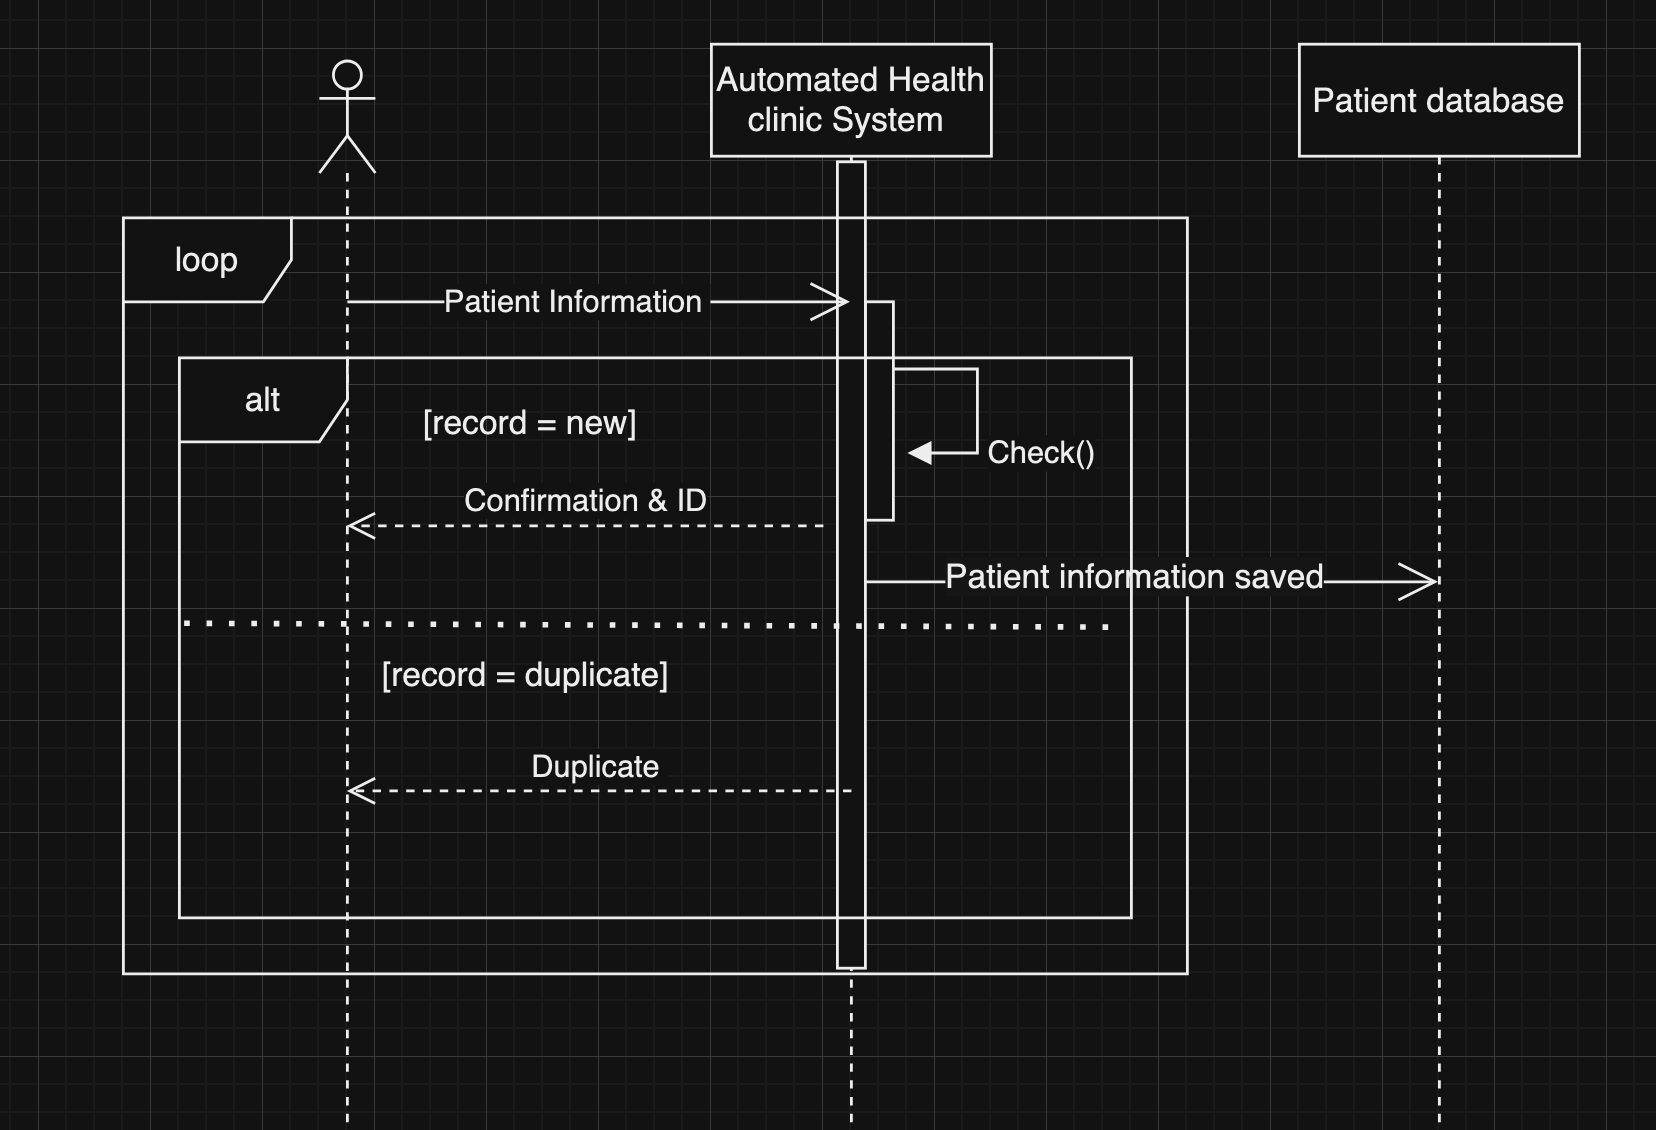 Automated Health
clinic System
Patient database
loop
Patient Information
alt
[record = new]
Check()
Confirmation & ID
Patient information saved
[record = duplicate]
Duplicate